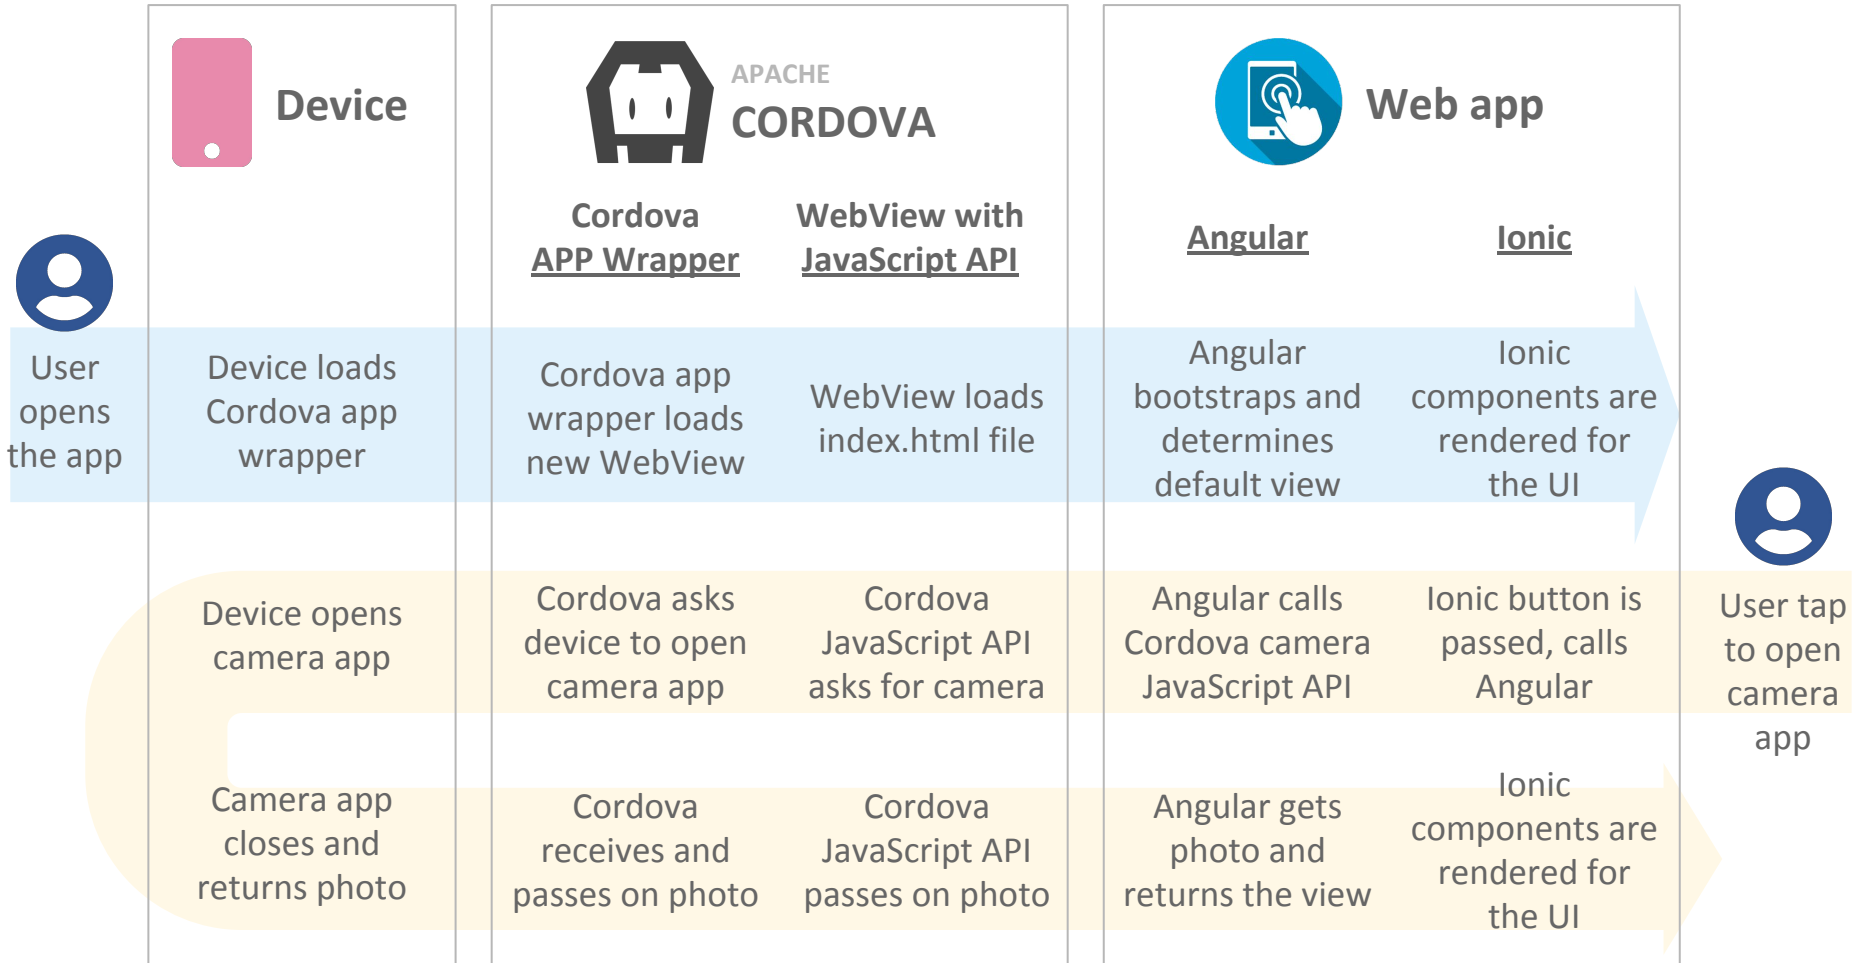 Device
APACHE
CORDOVA
Web app
Cordova
APP Wrapper
WebView with
JavaScript API
Angular
Ionic
User
opens
the app
Device loads
Cordova app
wrapper
Cordova app
wrapper loads
new WebView
WebView loads
index.html file
Angular
bootstraps and
determines
default view
Ionic
components are
rendered for
the UI
Device opens
camera app
Cordova asks
device to open
camera app
Cordova
JavaScript API
asks for camera
Angular calls
Cordova camera
JavaScript API
Ionic button is
passed, calls
Angular
User tap
to open
camera
app
Camera app
closes and
returns photo
Cordova
receives and
passes on photo
Cordova
JavaScript API
passes on photo
Angular gets
photo and
returns the view
Ionic
components are
rendered for
the UI